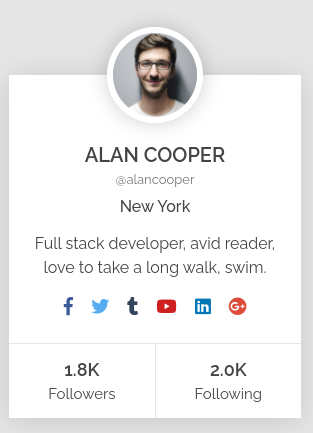 ALAN COOPER
@alancooper
New York
Full stack developer, avid reader,
love to take a long walk, swim.
1.8K
Followers
2.0K
Following